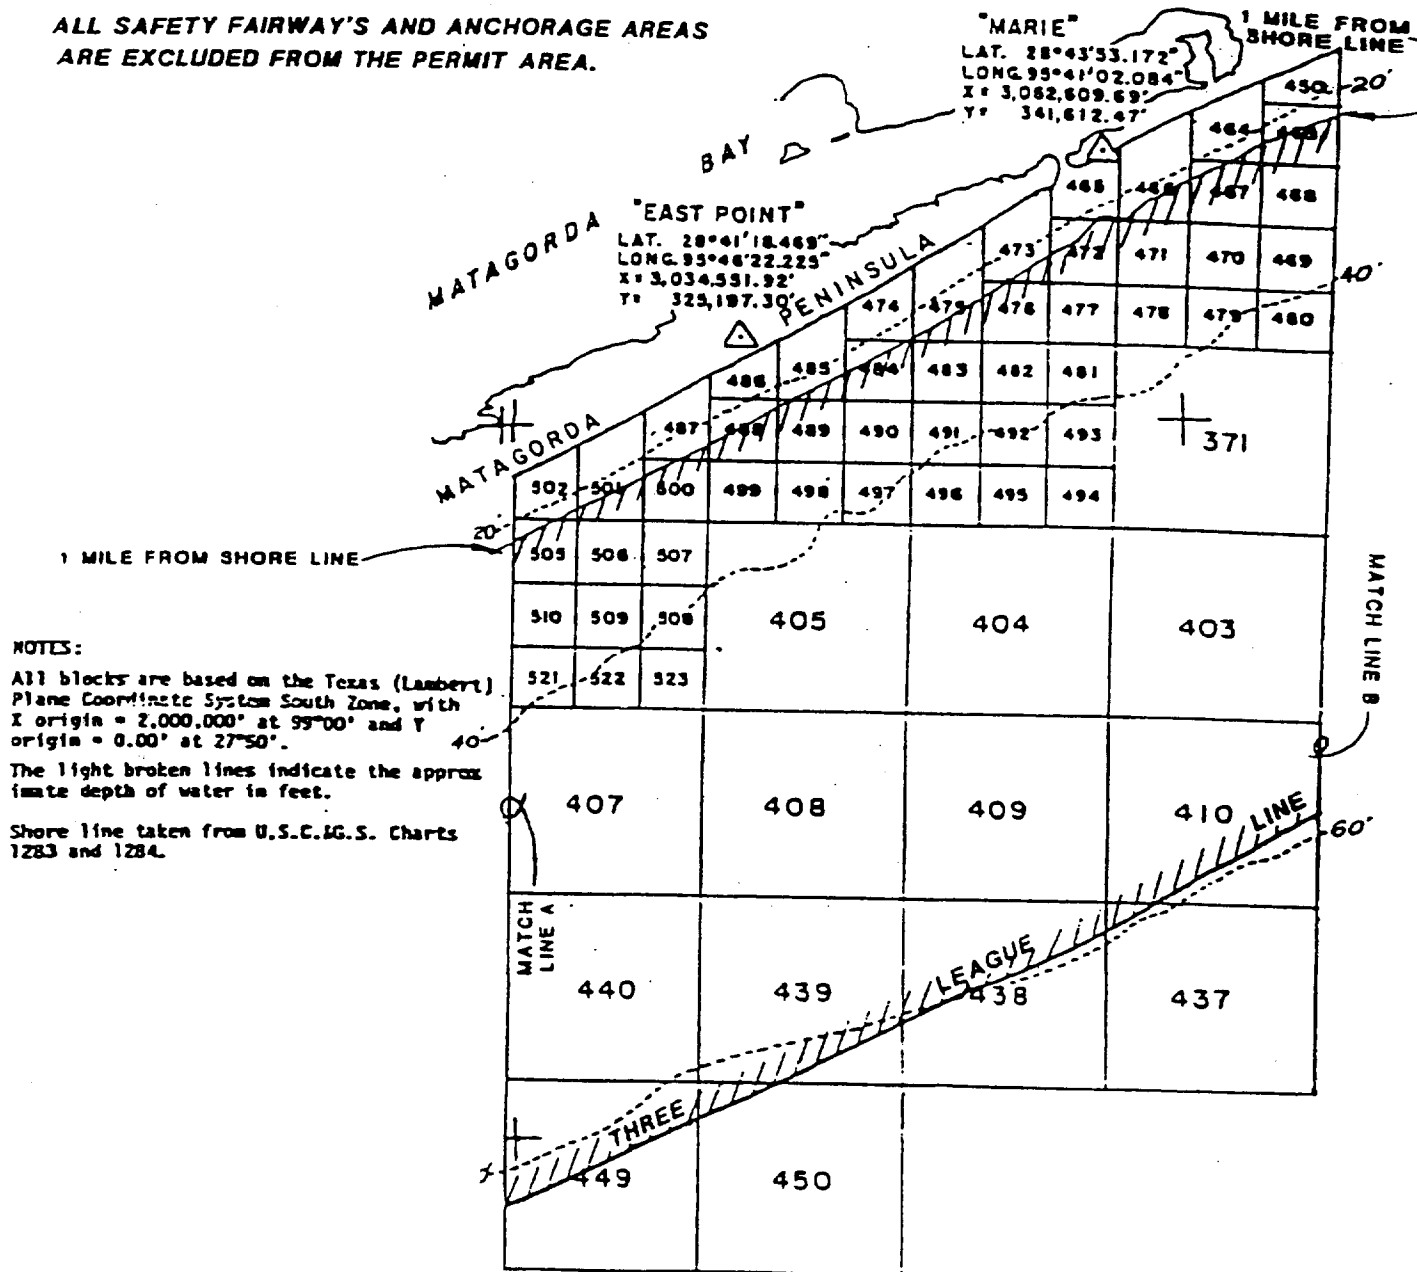 ALL SAFETY FAIRWAY'S AND ANCHORAGE AREAS
ARE EXCLUDED FROM THE PERMIT AREA.
"MARIE"
LAT. 28°43'53.172"
LONG. 95°41'02.084"
X= 3,062,609.69'
Y= 341,612.47'
1 MILE FROM
SHORE LINE
20'
MATAGORDA BAY
"EAST POINT"
LAT. 28°41'18.469"
LONG. 95°46'22.225"
X= 3,034,551.92'
Y= 325,197.30'
MATAGORDA PENINSULA
450
464
465 466 467 468
473 472 471 470 469
40'
474 475 476 477 478 479 480
486 485 484 483 482 481
371
487 488 489 490 491 492 493
502 501 500 499 498 497 496 495 494
20'
1 MILE FROM SHORE LINE
505 506 507
510 509 508
405 404 403
521 522 523
MATCH LINE B
NOTES:
All blocks are based on the Texas (Lambert)
Plane Coordinate System South Zone, with
X origin = 2,000,000' at 99°00' and Y
origin = 0.00' at 27°50'.
40'
The light broken lines indicate the approx
imate depth of water in feet.
Shore line taken from U.S.C.&G.S. Charts
1283 and 1284.
407 408 409 410
60'
MATCH
LINE A
440 439 438 437
THREE LEAGUE LINE
449 450